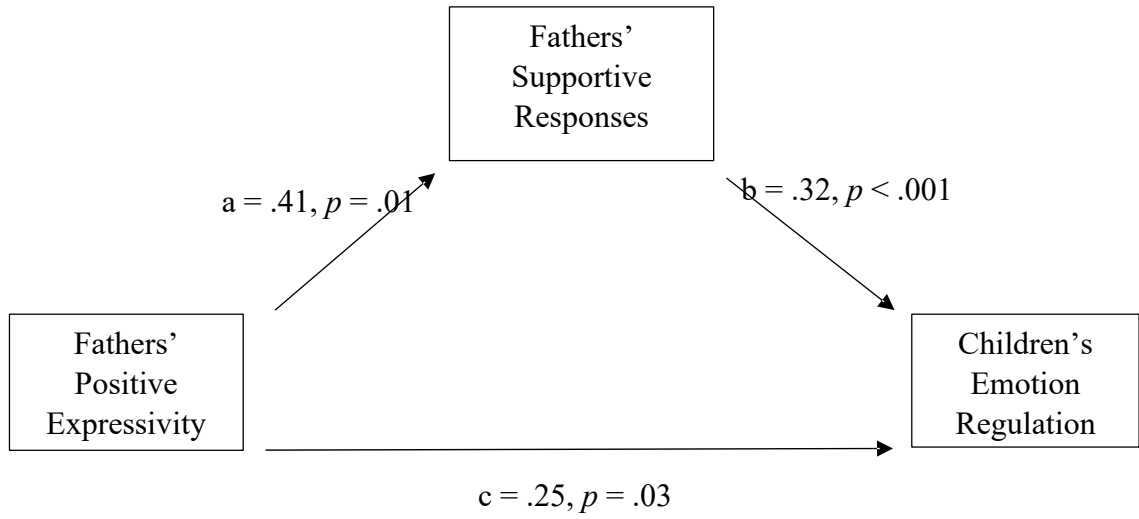 Fathers’
Supportive
Responses
a = .41, p = .01
b = .32, p < .001
Fathers’
Positive
Expressivity
Children’s
Emotion
Regulation
c = .25, p = .03